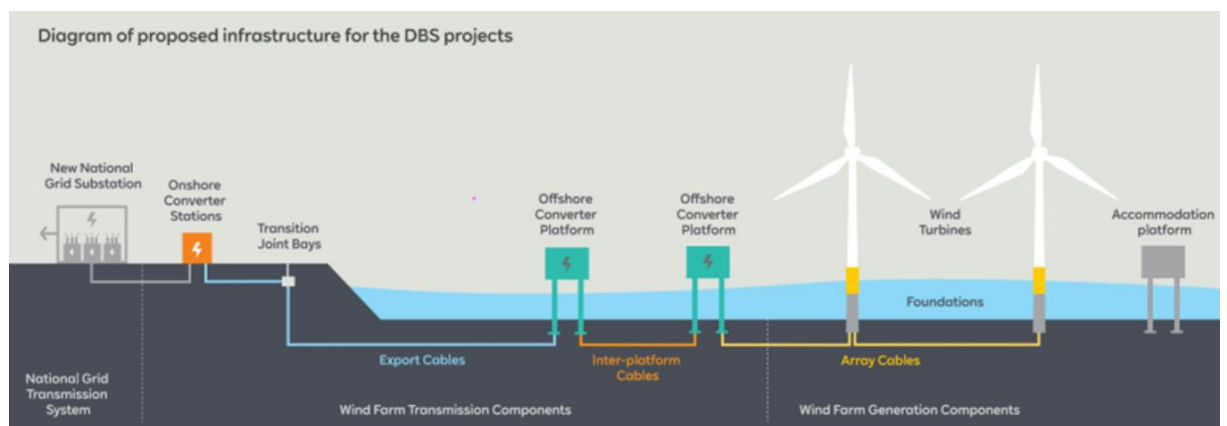 Diagram of proposed infrastructure for the DBS projects
New National
Grid Substation
Onshore
Converter
Stations
Transition
Joint Bays
Offshore
Converter
Platform
Offshore
Converter
Platform
Wind
Turbines
Accommodation
platform
Foundations
Export Cables
Inter-platform
Cables
Array Cables
National Grid
Transmission
System
Wind Farm Transmission Components
Wind Farm Generation Components